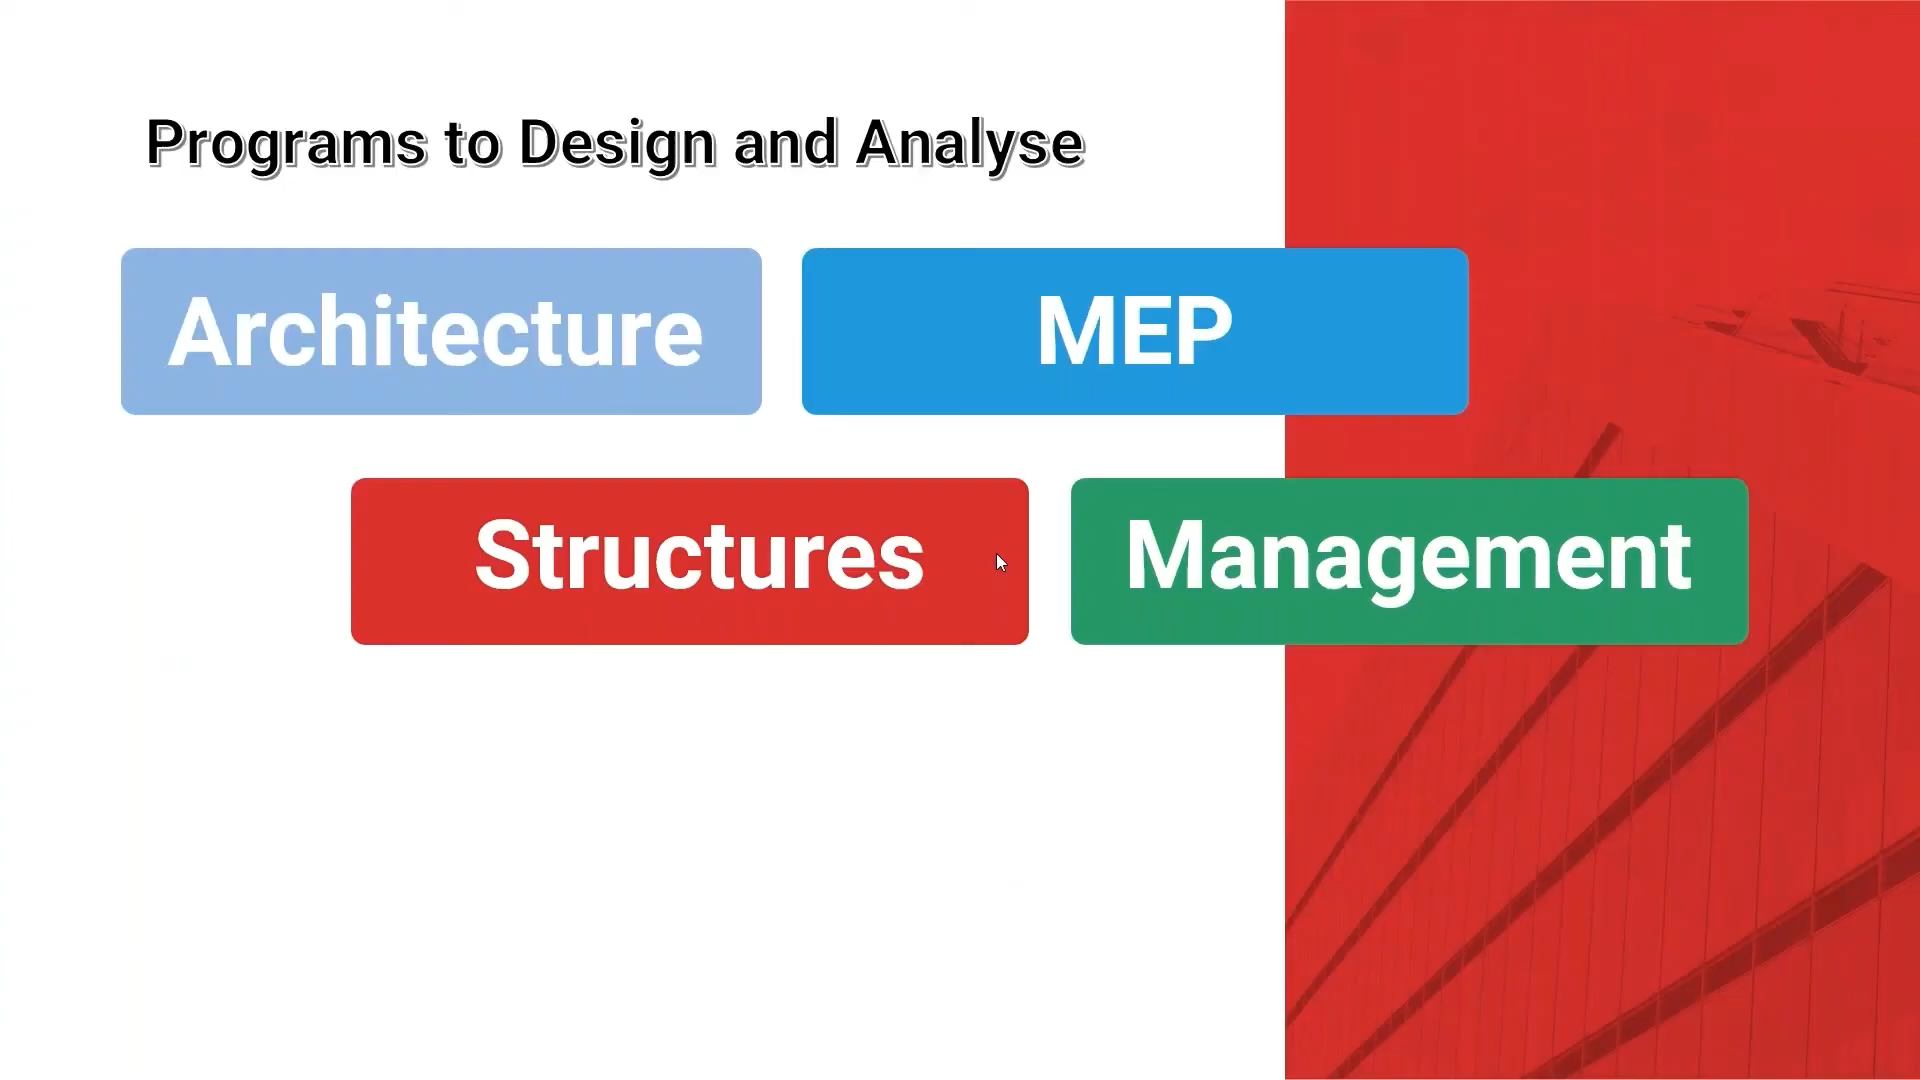 Programs to Design and Analyse
Architecture
MEP
Structures
Management